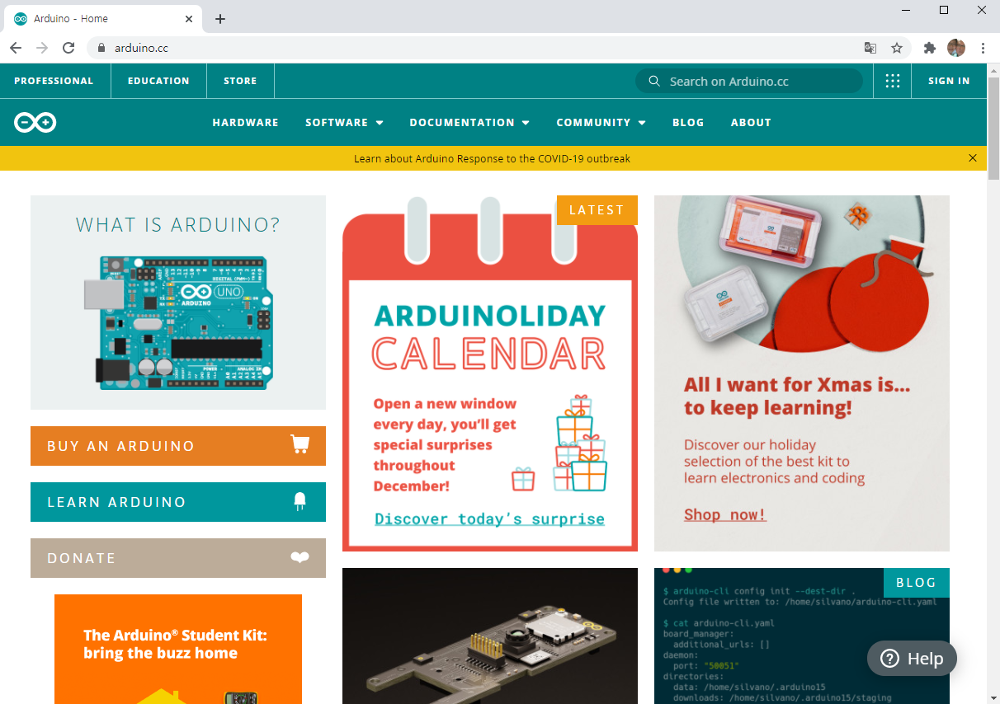 Arduino - Home
arduino.cc
PROFESSIONAL
EDUCATION
STORE
Search on Arduino.cc
SIGN IN
HARDWARE
SOFTWARE
DOCUMENTATION
COMMUNITY
BLOG
ABOUT
Learn about Arduino Response to the COVID-19 outbreak
WHAT IS ARDUINO?
UNO
ARDUINO
BUY AN ARDUINO
LEARN ARDUINO
DONATE
The Arduino® Student Kit:
bring the buzz home
LATEST
ARDUINOLIDAY
CALENDAR
Open a new window
every day, you'll get
special surprises
throughout
December!
Discover today's surprise
All I want for Xmas is...
to keep learning!
Discover our holiday
selection of the best kit to
learn electronics and coding
Shop now!
BLOG
$ arduino-cli config init --dest-dir .
Config file written to: /home/silvano/arduino-cli.yaml
$ cat arduino-cli.yaml
board_manager:
additional_urls: []
daemon:
port: "50051"
directories:
data: /home/silvano/.arduino15
downloads: /home/silvano/.arduino15/staging
Help